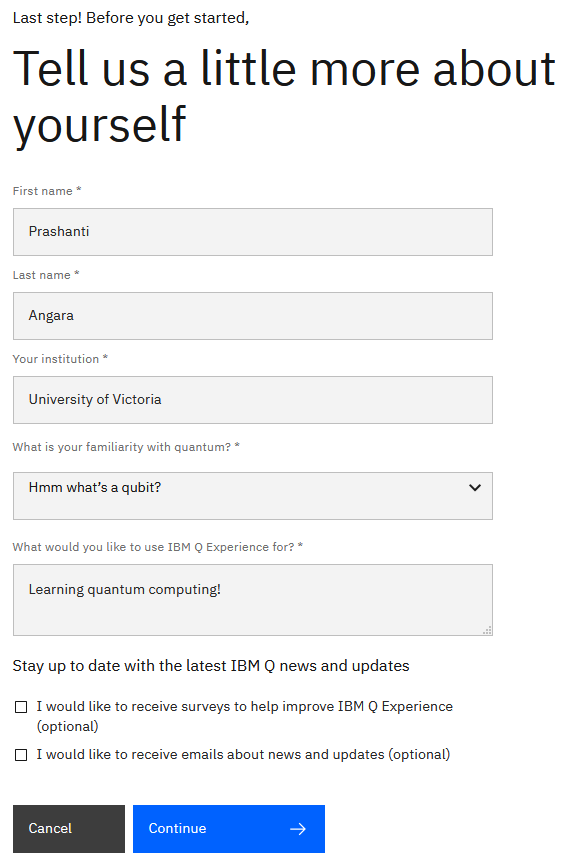 Last step! Before you get started,
Tell us a little more about
yourself
First name *
Prashanti
Last name *
Angara
Your institution *
University of Victoria
What is your familiarity with quantum? *
Hmm what’s a qubit?
What would you like to use IBM Q Experience for? *
Learning quantum computing!
Stay up to date with the latest IBM Q news and updates
I would like to receive surveys to help improve IBM Q Experience
(optional)
I would like to receive emails about news and updates (optional)
Cancel
Continue